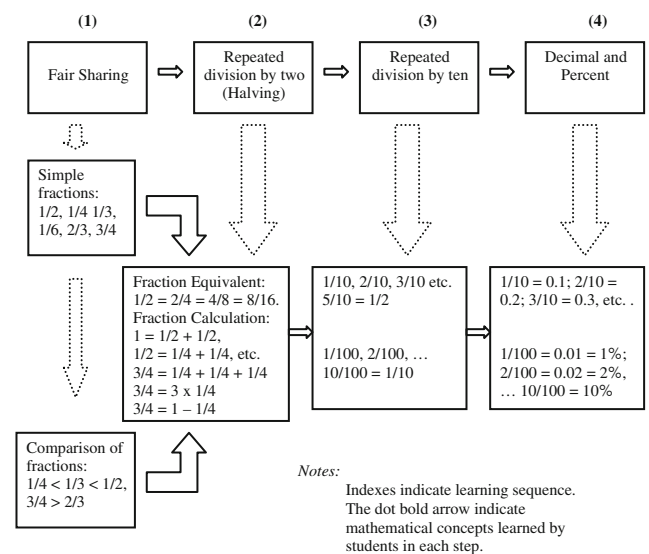 (1)
(2)
(3)
(4)
Fair Sharing
Repeated
division by two
(Halving)
Repeated
division by ten
Decimal and
Percent
Simple
fractions:
1/2, 1/4 1/3,
1/6, 2/3, 3/4
Fraction Equivalent:
1/2 = 2/4 = 4/8 = 8/16.
Fraction Calculation:
1 = 1/2 + 1/2,
1/2 = 1/4 + 1/4, etc.
3/4 = 1/4 + 1/4 + 1/4
3/4 = 3 x 1/4
3/4 = 1 – 1/4
1/10, 2/10, 3/10 etc.
5/10 = 1/2
1/100, 2/100, …
10/100 = 1/10
1/10 = 0.1; 2/10 =
0.2; 3/10 = 0.3, etc. .
1/100 = 0.01 = 1%;
2/100 = 0.02 = 2%,
… 10/100 = 10%
Comparison of
fractions:
1/4 < 1/3 < 1/2,
3/4 > 2/3
Notes:
Indexes indicate learning sequence.
The dot bold arrow indicate
mathematical concepts learned by
students in each step.